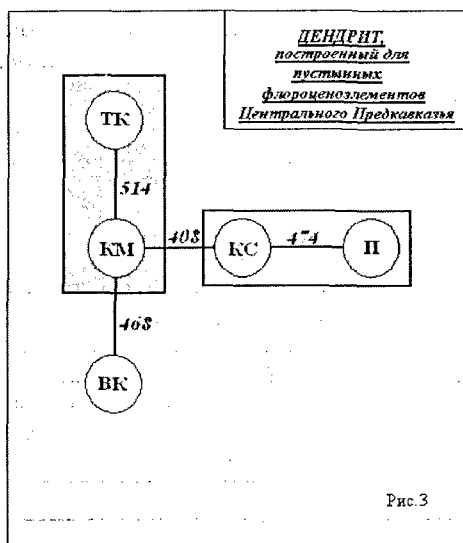 ДЕНДРИТ,
построенный для
пустынных
флороценоэлементов
Центрального Предкавказья
ТК
514
КМ
408
КС
474
П
468
ВК
Рис.3